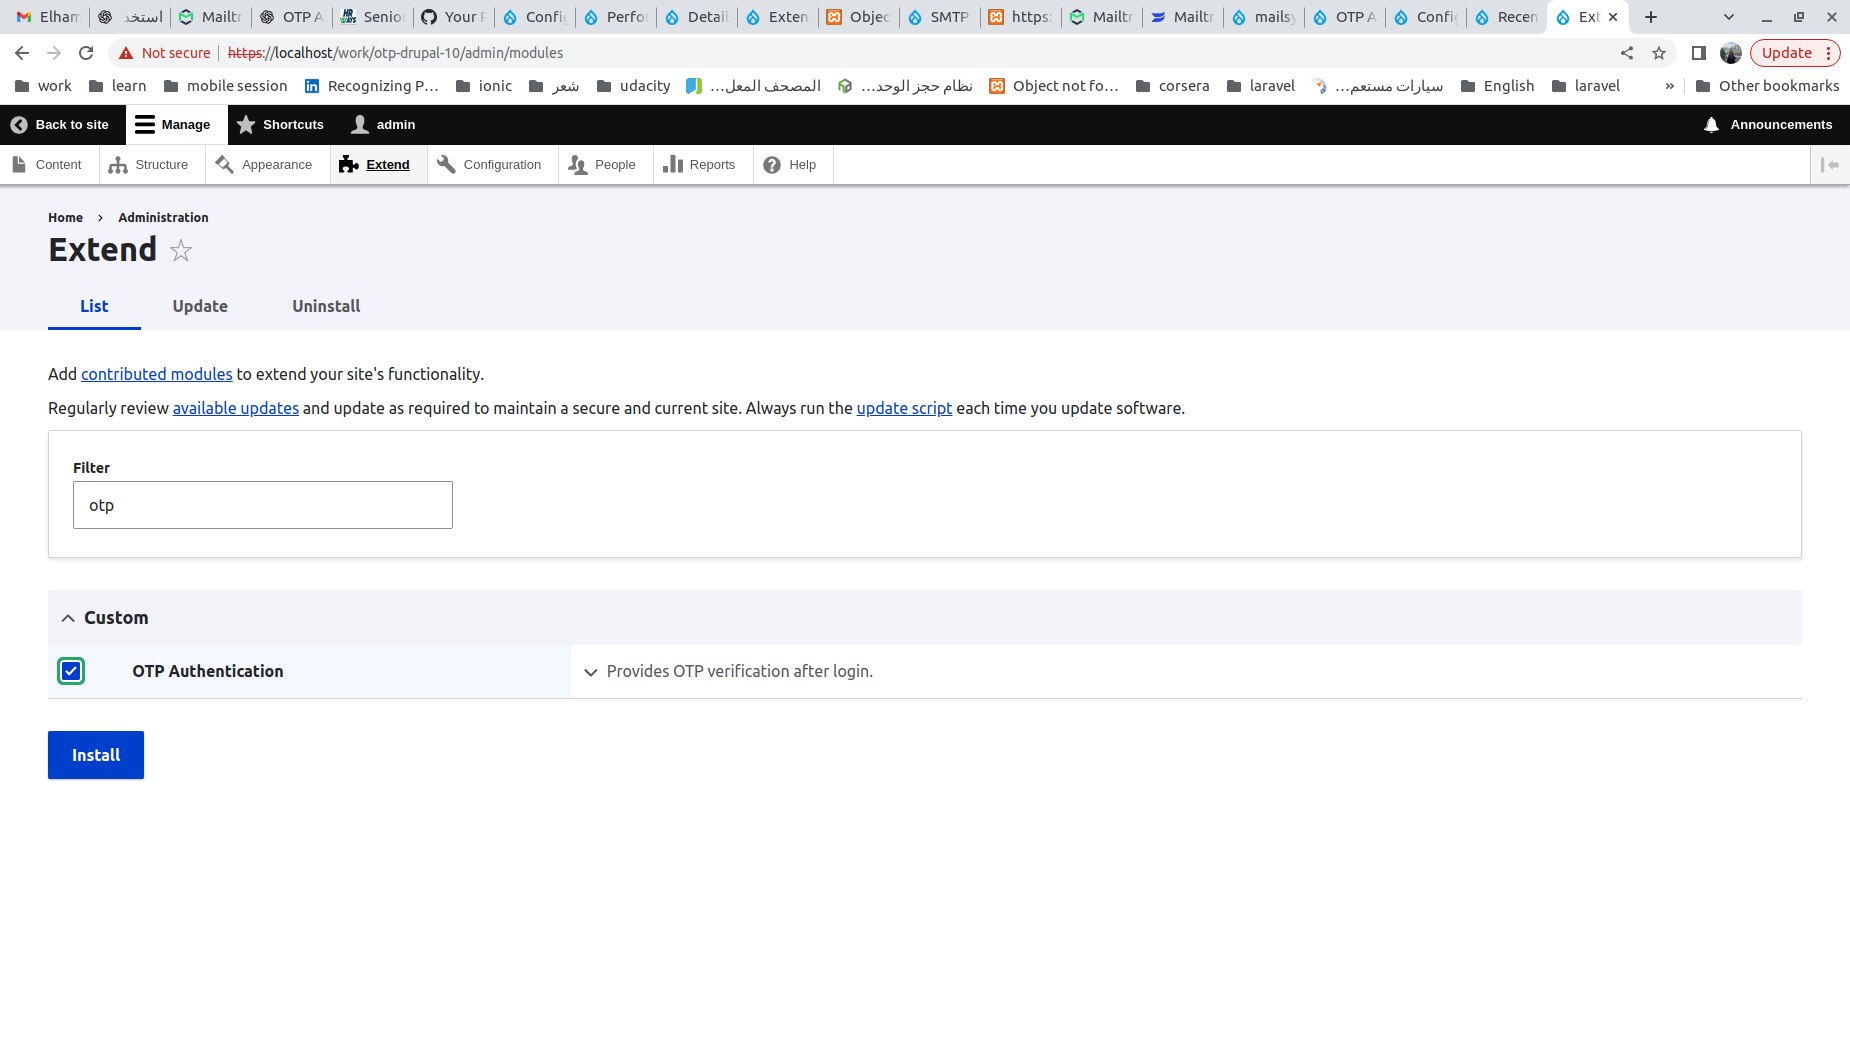 Elham استخد Mailtr OTP A Senior Your F Config Perfo Detail Exten Objec SMTP https: Mailtr Mailtr mailsy OTP A Config Recen Ext
Not secure https://localhost/work/otp-drupal-10/admin/modules Update
work learn mobile session Recognizing P... ionic شعر udacity المصحف المعل... نظام حجز الوحد... Object not fo... corsera laravel سيارات مستعم... English laravel » Other bookmarks
Back to site Manage Shortcuts admin Announcements
Content Structure Appearance Extend Configuration People Reports Help
Home › Administration
Extend
List Update Uninstall
Add contributed modules to extend your site's functionality.
Regularly review available updates and update as required to maintain a secure and current site. Always run the update script each time you update software.
Filter
otp
Custom
OTP Authentication Provides OTP verification after login.
Install